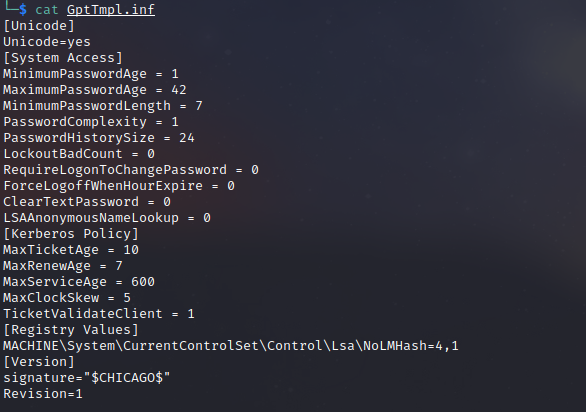 └─$ cat GptTmpl.inf
[Unicode]
Unicode=yes
[System Access]
MinimumPasswordAge = 1
MaximumPasswordAge = 42
MinimumPasswordLength = 7
PasswordComplexity = 1
PasswordHistorySize = 24
LockoutBadCount = 0
RequireLogonToChangePassword = 0
ForceLogoffWhenHourExpire = 0
ClearTextPassword = 0
LSAAnonymousNameLookup = 0
[Kerberos Policy]
MaxTicketAge = 10
MaxRenewAge = 7
MaxServiceAge = 600
MaxClockSkew = 5
TicketValidateClient = 1
[Registry Values]
MACHINE\System\CurrentControlSet\Control\Lsa\NoLMHash=4,1
[Version]
signature="$CHICAGO$"
Revision=1